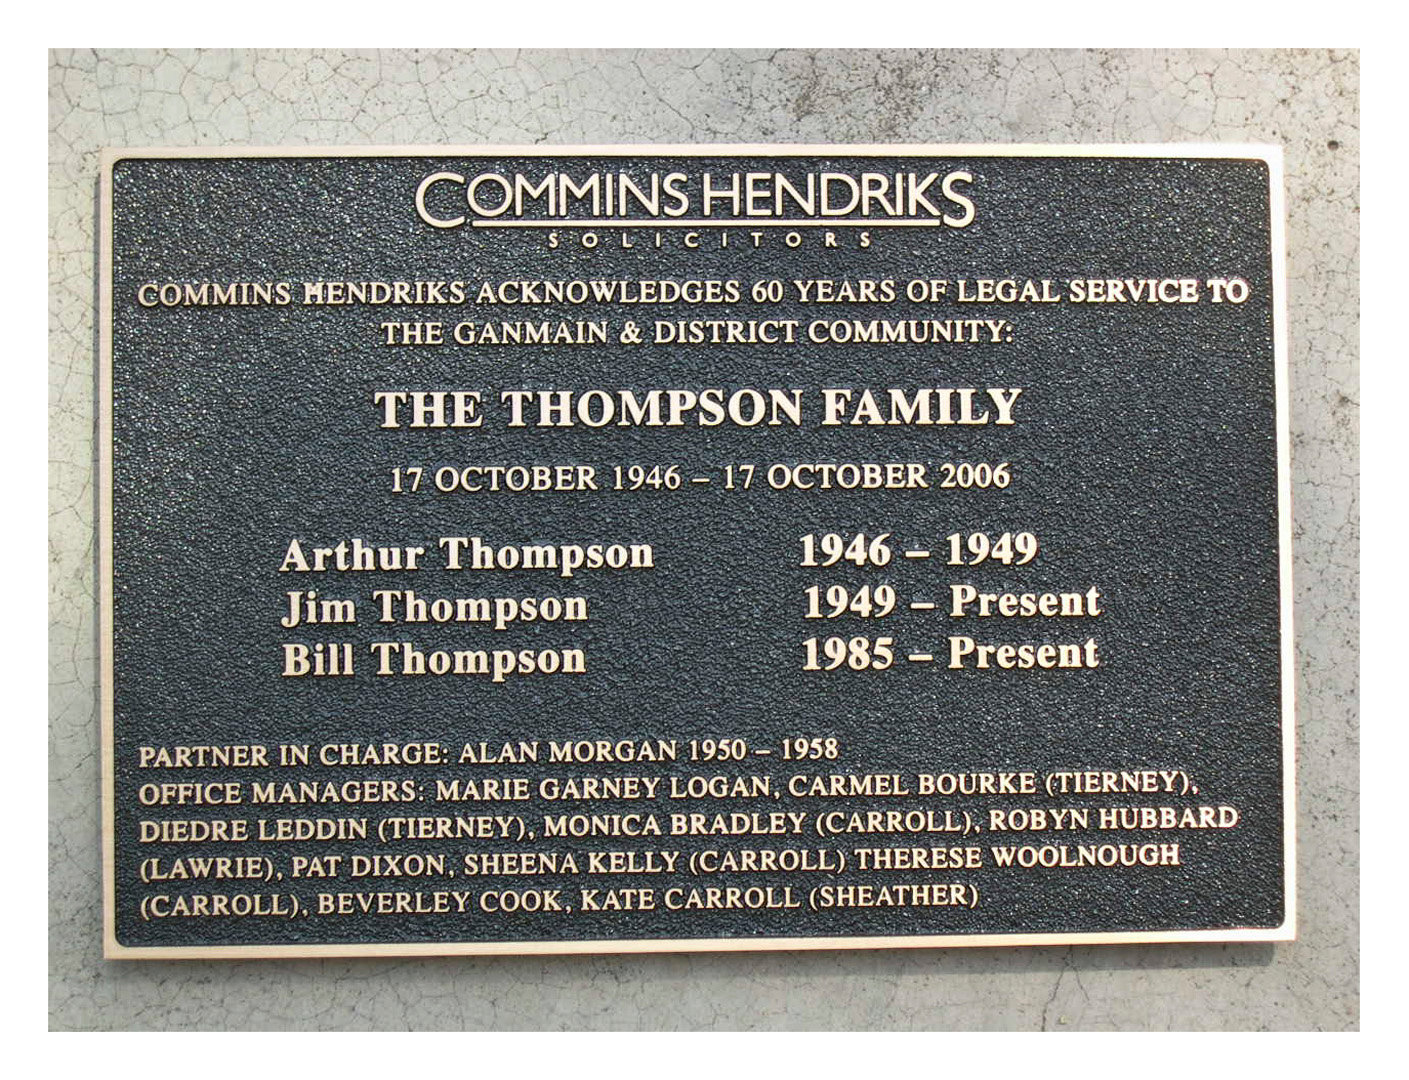 COMMINS HENDRIKS
SOLICITORS
COMMINS HENDRIKS ACKNOWLEDGES 60 YEARS OF LEGAL SERVICE TO
THE GANMAIN & DISTRICT COMMUNITY:
THE THOMPSON FAMILY
17 OCTOBER 1946 – 17 OCTOBER 2006
Arthur Thompson 1946 – 1949
Jim Thompson 1949 – Present
Bill Thompson 1985 – Present
PARTNER IN CHARGE: ALAN MORGAN 1950 – 1958
OFFICE MANAGERS: MARIE GARNEY LOGAN, CARMEL BOURKE (TIERNEY),
DIEDRE LEDDIN (TIERNEY), MONICA BRADLEY (CARROLL), ROBYN HUBBARD
(LAWRIE), PAT DIXON, SHEENA KELLY (CARROLL) THERESE WOOLNOUGH
(CARROLL), BEVERLEY COOK, KATE CARROLL (SHEATHER)